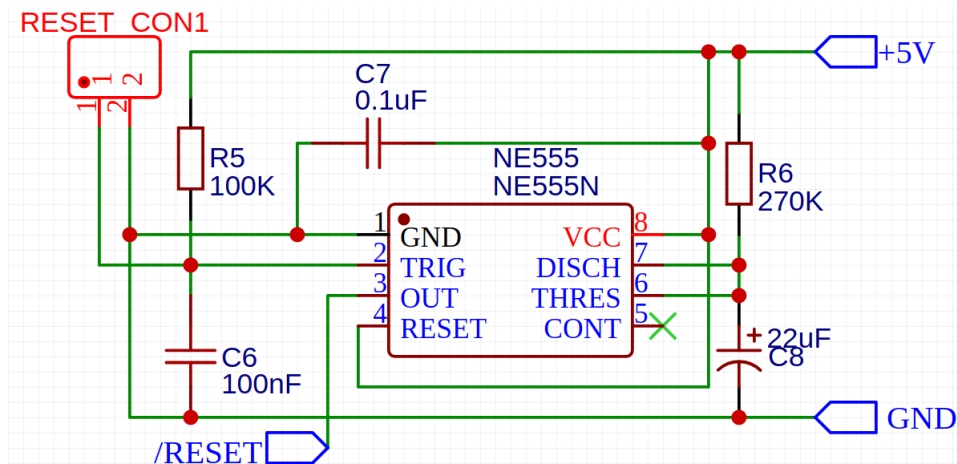 RESET_CON1
1 2
1 2
+5V
C7
0.1uF
R5
100K
NE555
NE555N
R6
270K
1 GND VCC 8
2 TRIG DISCH 7
3 OUT THRES 6
4 RESET CONT 5
+
22uF
C8
C6
100nF
GND
/RESET